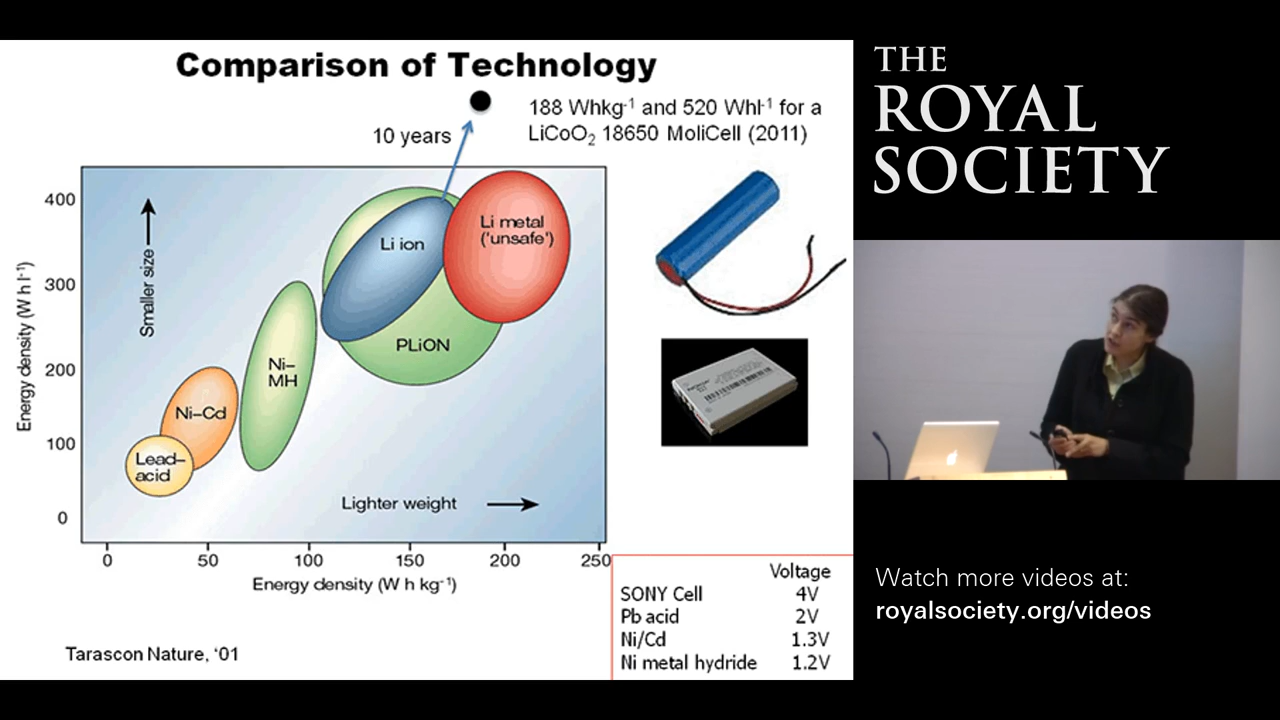 Comparison of Technology
188 Whkg-1 and 520 Whl-1 for a
LiCoO2 18650 MoliCell (2011)
10 years
Energy density (W h l-1)
400
300
200
100
0
Smaller size
Li ion
Li metal
('unsafe')
PLiON
Ni–
MH
Ni–Cd
Lead–
acid
Lighter weight
0 50 100 150 200 250
Energy density (W h kg-1)
Tarascon Nature, ‘01
Voltage
SONY Cell 4V
Pb acid 2V
Ni/Cd 1.3V
Ni metal hydride 1.2V
THE
ROYAL
SOCIETY
Watch more videos at:
royalsociety.org/videos